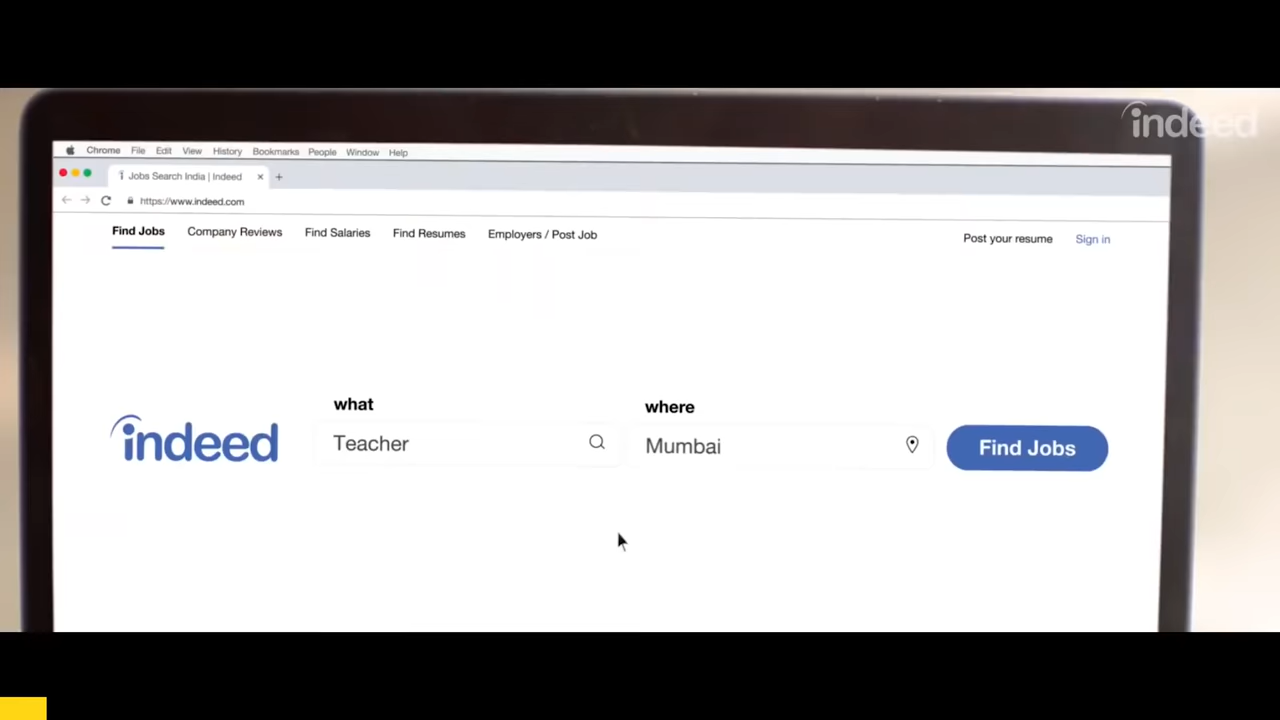 indeed
Chrome File Edit View History Bookmarks People Window Help
Jobs Search India | Indeed
https://www.indeed.com
Find Jobs Company Reviews Find Salaries Find Resumes Employers / Post Job Post your resume Sign in
what where
indeed Teacher Mumbai Find Jobs